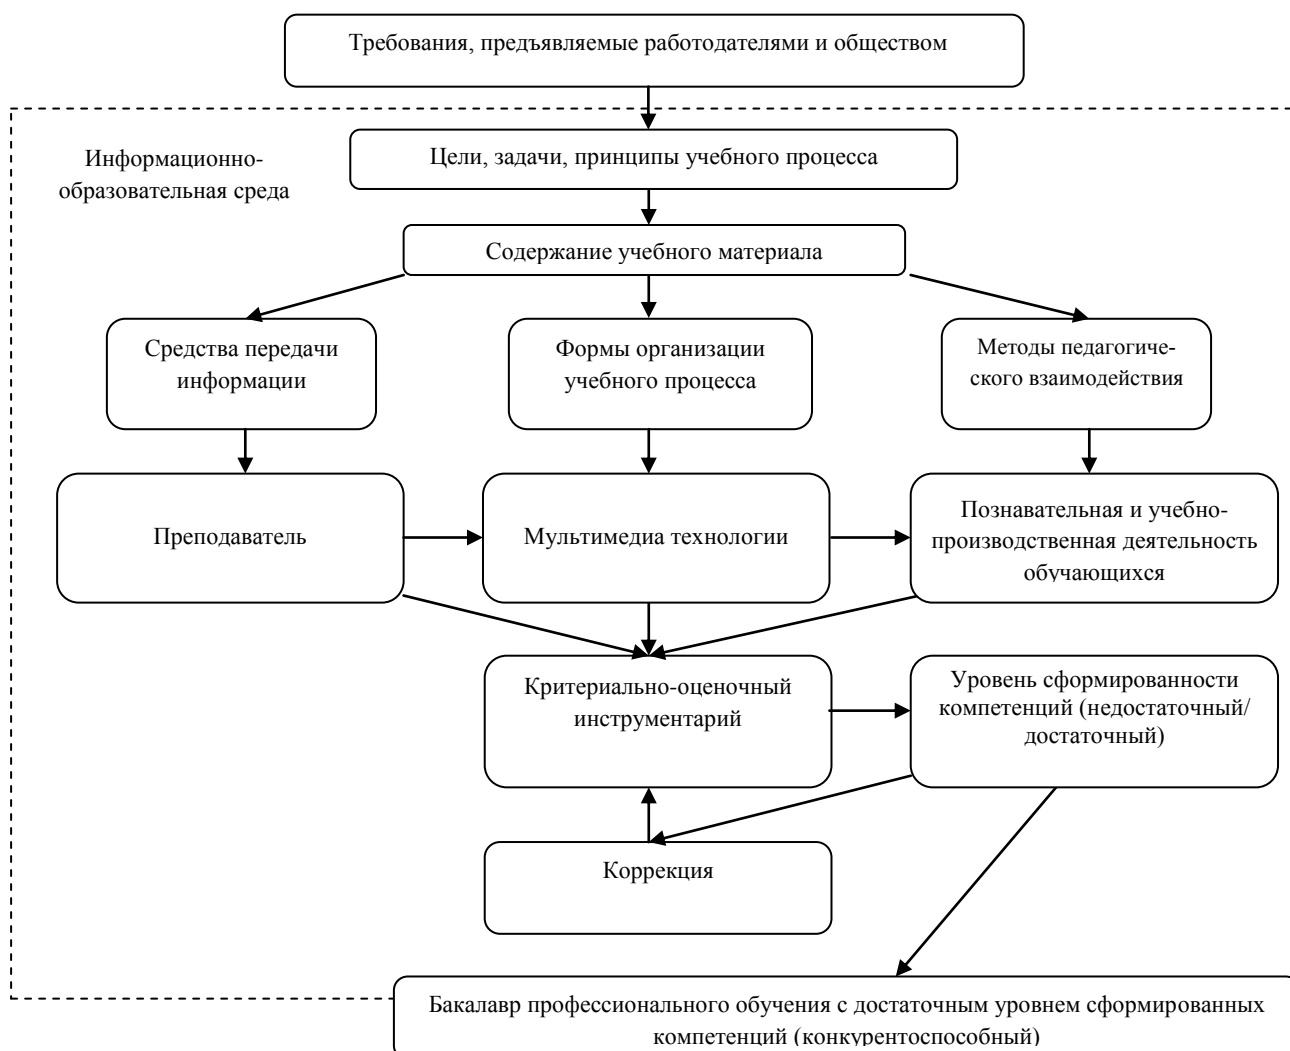 Требования, предъявляемые работодателями и обществом
Цели, задачи, принципы учебного процесса
Информационно-
образовательная среда
Содержание учебного материала
Средства передачи
информации
Формы организации
учебного процесса
Методы педагогиче-
ского взаимодействия
Преподаватель
Мультимедиа технологии
Познавательная и учебно-
производственная деятельность
обучающихся
Критериально-оценочный
инструментарий
Уровень сформированности
компетенций (недостаточный/
достаточный)
Коррекция
Бакалавр профессионального обучения с достаточным уровнем сформированных
компетенций (конкурентоспособный)